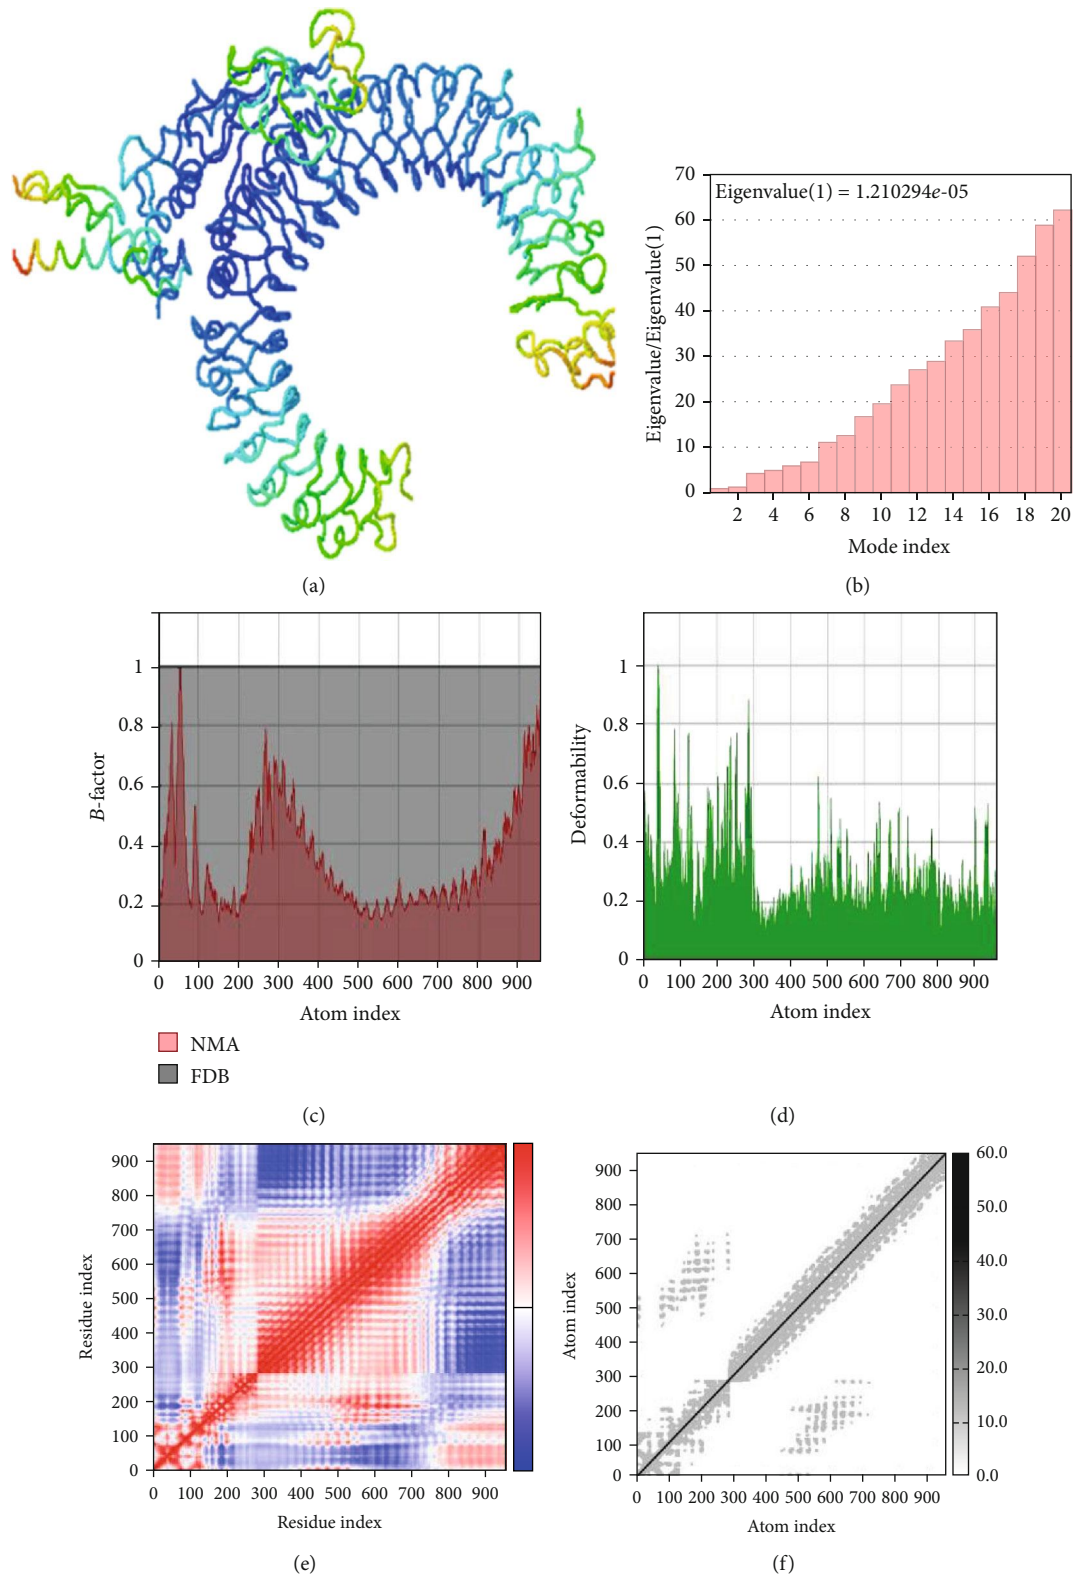 70
60
50
40
30
20
10
0
Eigenvalue(1) = 1.210294e-05
Eigenvalue/Eigenvalue(1)
2 4 6 8 10 12 14 16 18 20
Mode index
(a)
(b)
1
0.8
0.6
0.4
0.2
0
B-factor
0 100 200 300 400 500 600 700 800 900
Atom index
NMA
FDB
(c)
1
0.8
0.6
0.4
0.2
0
Deformability
0 100 200 300 400 500 600 700 800 900
Atom index
(d)
900
800
700
600
500
400
300
200
100
0
Residue index
0 100 200 300 400 500 600 700 800 900
Residue index
(e)
900
800
700
600
500
400
300
200
100
0
Atom index
0 100 200 300 400 500 600 700 800 900
Atom index
60.0
50.0
40.0
30.0
20.0
10.0
0.0
(f)